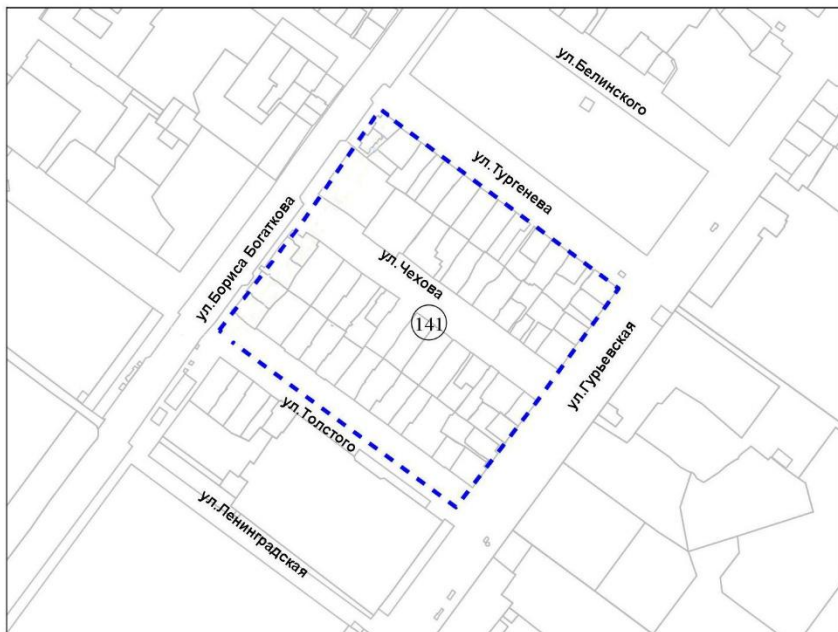 ул.Белинского
ул.Тургенева
ул.Бориса Богаткова
ул.Чехова
141
ул.Гурьевская
ул.Толстого
ул.Ленинградская